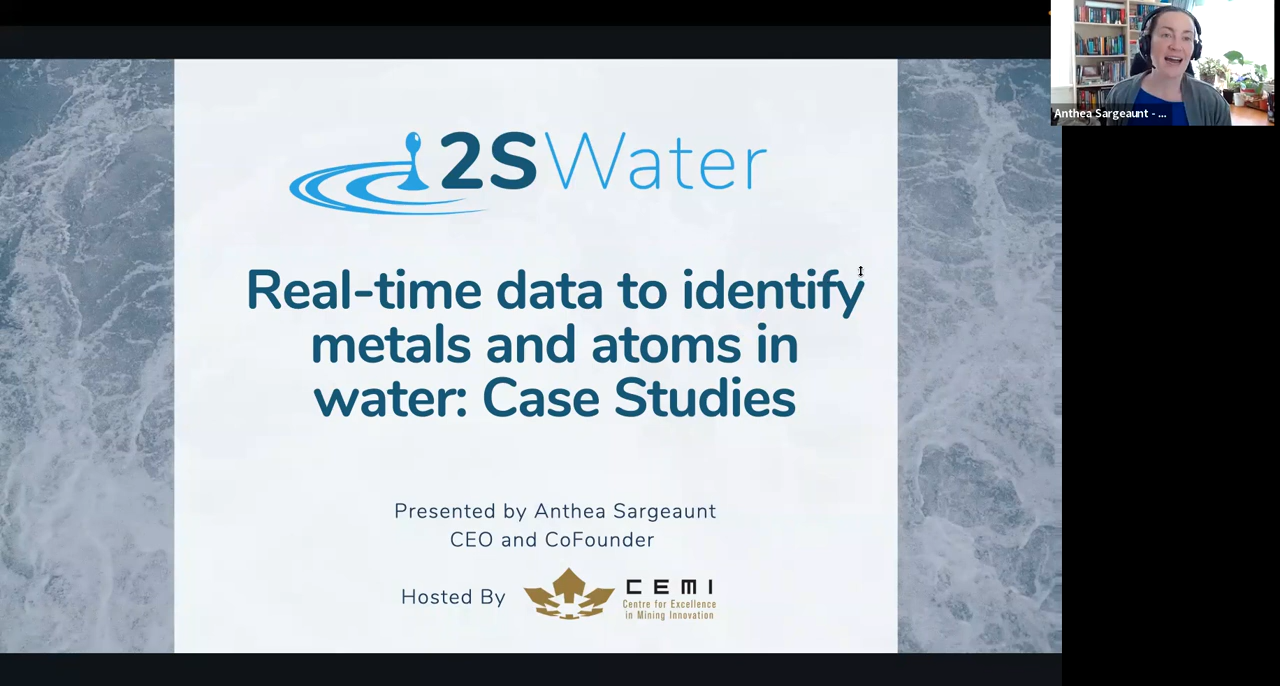 2SWater
Real-time data to identify
metals and atoms in
water: Case Studies
Presented by Anthea Sargeaunt
CEO and CoFounder
Hosted By
CEMI
Centre for Excellence
in Mining Innovation
Anthea Sargeaunt - ...